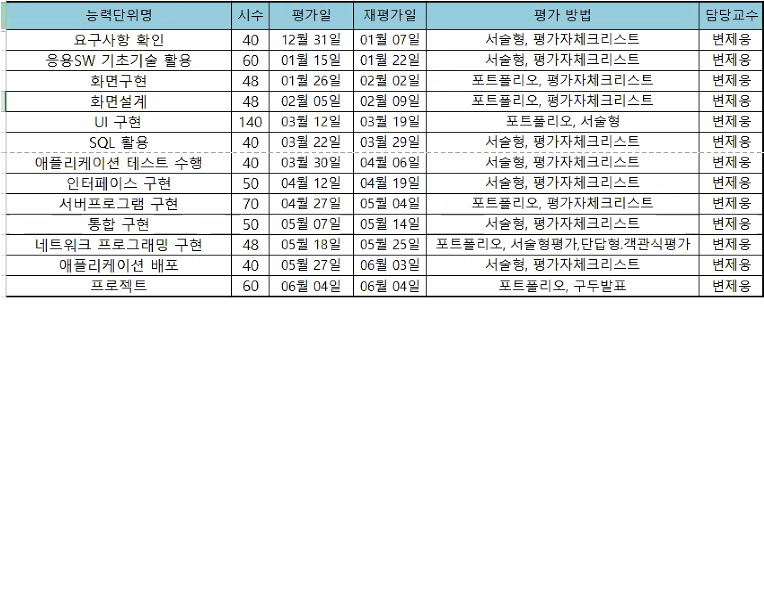 능력단위명 시수 평가일 재평가일 평가 방법 담당교수
요구사항 확인 40 12월 31일 01월 07일 서술형, 평가자체크리스트 변제웅
응용SW 기초기술 활용 60 01월 15일 01월 22일 서술형, 평가자체크리스트 변제웅
화면구현 48 01월 26일 02월 02일 포트폴리오, 평가자체크리스트 변제웅
화면설계 48 02월 05일 02월 09일 포트폴리오, 평가자체크리스트 변제웅
UI 구현 140 03월 12일 03월 19일 포트폴리오, 서술형 변제웅
SQL 활용 40 03월 22일 03월 29일 서술형, 평가자체크리스트 변제웅
애플리케이션 테스트 수행 40 03월 30일 04월 06일 서술형, 평가자체크리스트 변제웅
인터페이스 구현 50 04월 12일 04월 19일 서술형, 평가자체크리스트 변제웅
서버프로그램 구현 70 04월 27일 05월 04일 포트폴리오, 평가자체크리스트 변제웅
통합 구현 50 05월 07일 05월 14일 서술형, 평가자체크리스트 변제웅
네트워크 프로그래밍 구현 48 05월 18일 05월 25일 포트폴리오, 서술형평가,단답형.객관식평가 변제웅
애플리케이션 배포 40 05월 27일 06월 03일 서술형, 평가자체크리스트 변제웅
프로젝트 60 06월 04일 06월 04일 포트폴리오, 구두발표 변제웅